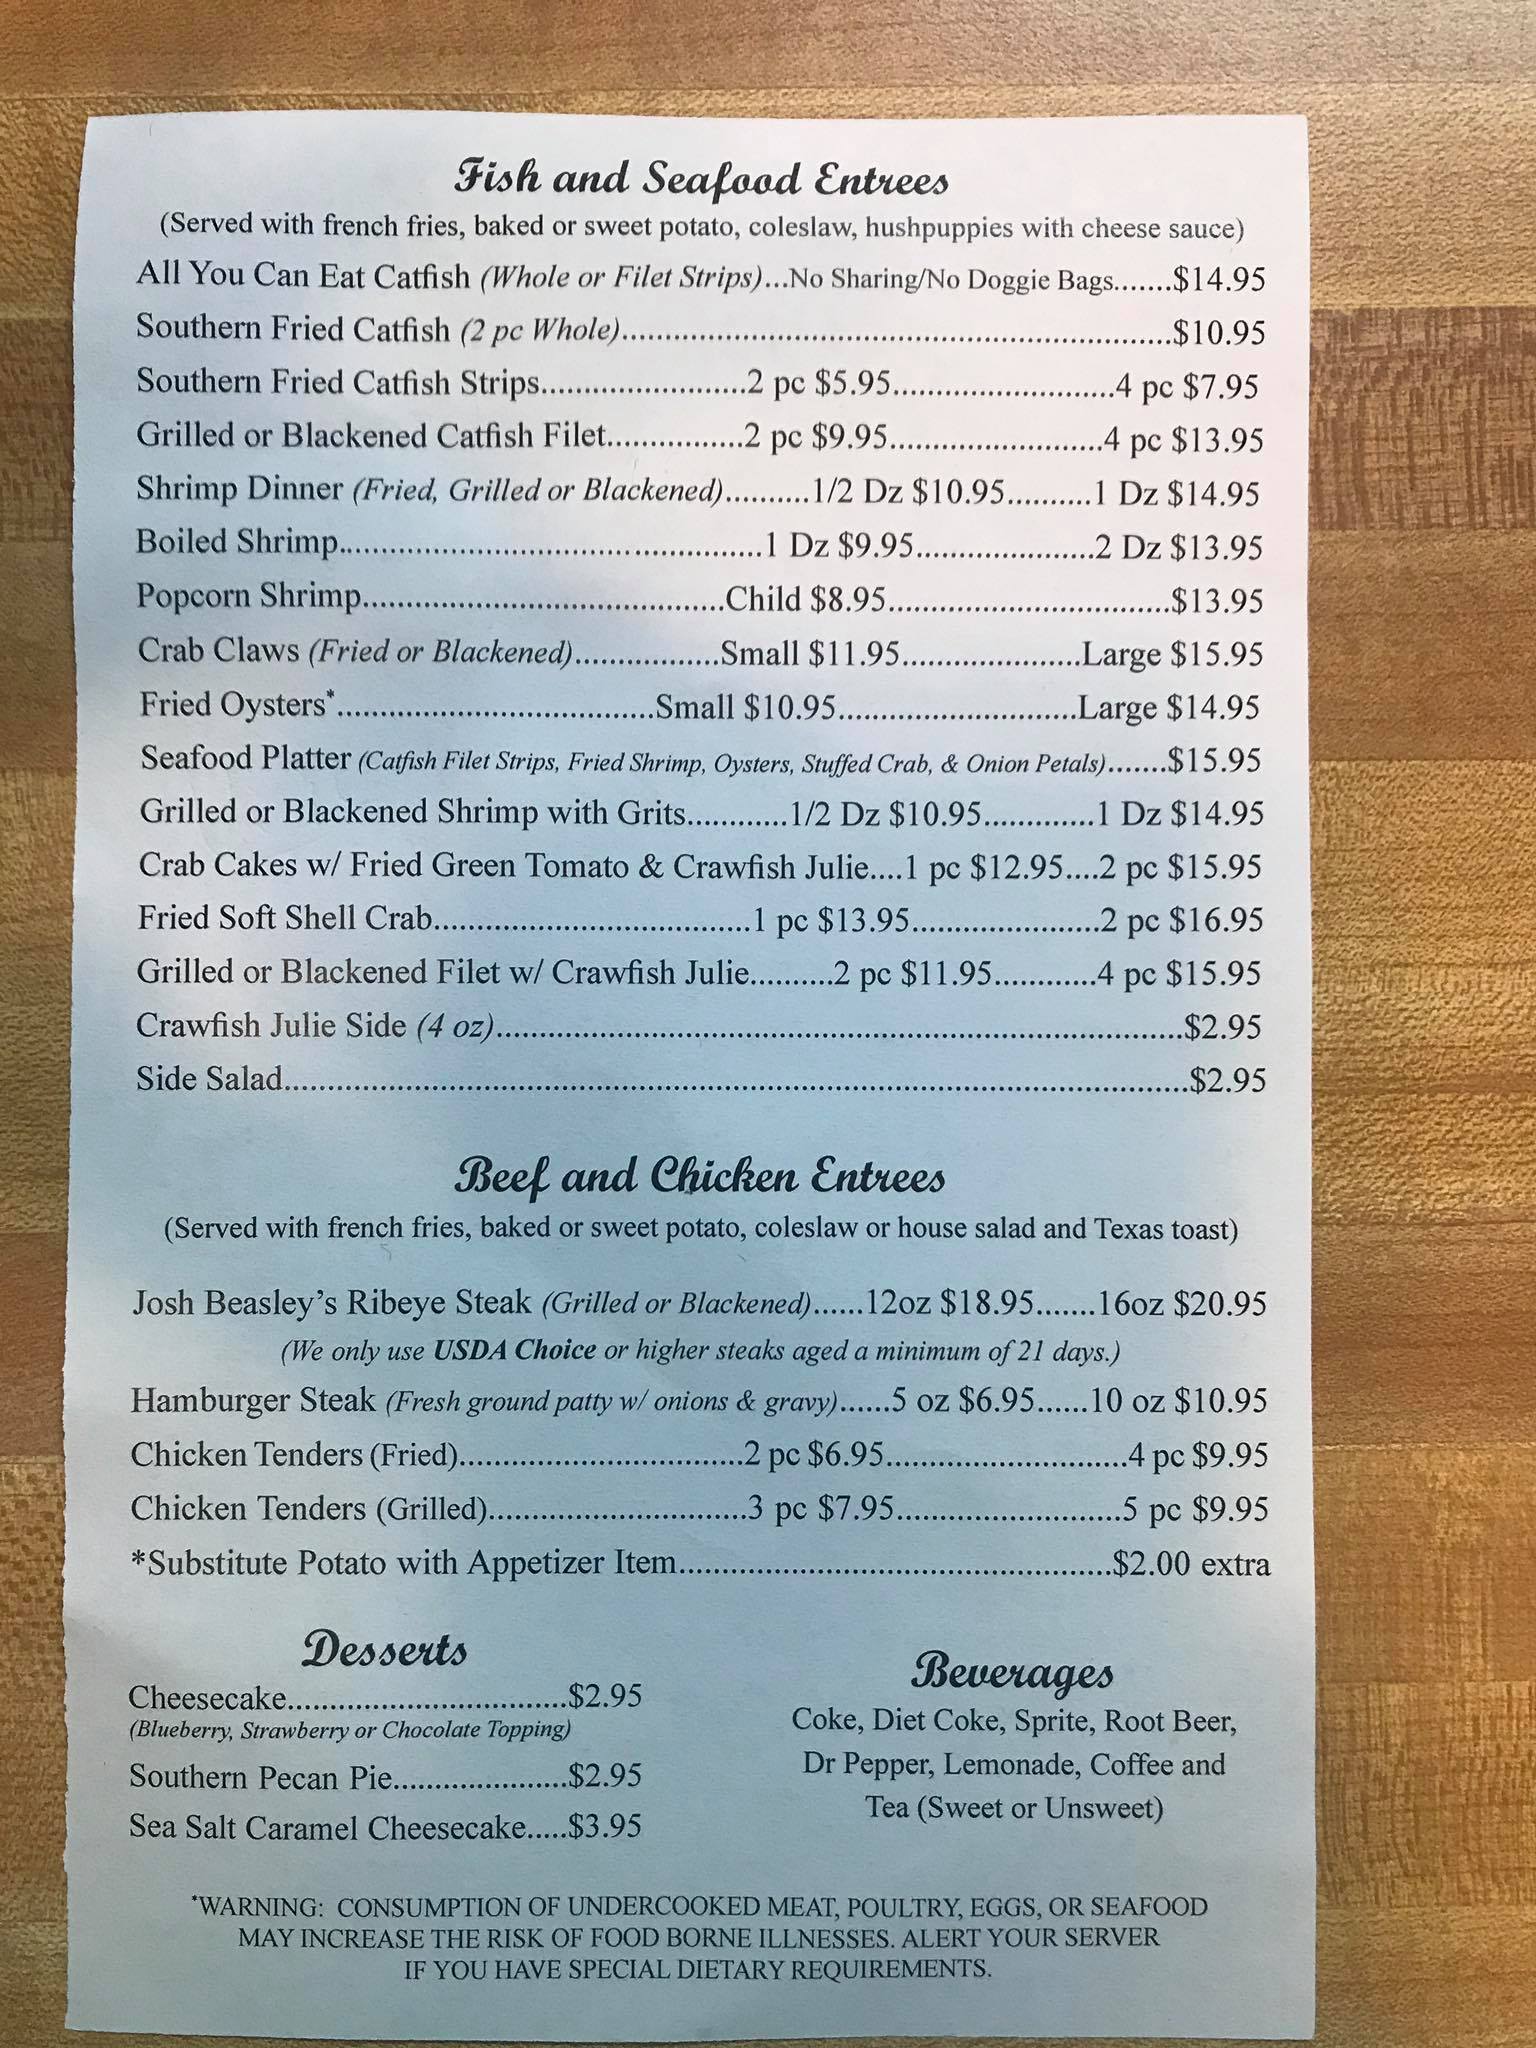 Fish and Seafood Entrees
(Served with french fries, baked or sweet potato, coleslaw, hushpuppies with cheese sauce)
All You Can Eat Catfish (Whole or Filet Strips)...No Sharing/No Doggie Bags.......$14.95
Southern Fried Catfish (2 pc Whole)................................................................$10.95
Southern Fried Catfish Strips........................2 pc $5.95..........................4 pc $7.95
Grilled or Blackened Catfish Filet................2 pc $9.95.........................4 pc $13.95
Shrimp Dinner (Fried, Grilled or Blackened)..........1/2 Dz $10.95..........1 Dz $14.95
Boiled Shrimp.................................................1 Dz $9.95.....................2 Dz $13.95
Popcorn Shrimp..........................................Child $8.95.................................$13.95
Crab Claws (Fried or Blackened).................Small $11.95.....................Large $15.95
Fried Oysters*.....................................Small $10.95............................Large $14.95
Seafood Platter (Catfish Filet Strips, Fried Shrimp, Oysters, Stuffed Crab, & Onion Petals).......$15.95
Grilled or Blackened Shrimp with Grits............1/2 Dz $10.95.............1 Dz $14.95
Crab Cakes w/ Fried Green Tomato & Crawfish Julie....1 pc $12.95....2 pc $15.95
Fried Soft Shell Crab.....................................1 pc $13.95......................2 pc $16.95
Grilled or Blackened Filet w/ Crawfish Julie..........2 pc $11.95............4 pc $15.95
Crawfish Julie Side (4 oz)................................................................................$2.95
Side Salad.........................................................................................................$2.95
Beef and Chicken Entrees
(Served with french fries, baked or sweet potato, coleslaw or house salad and Texas toast)
Josh Beasley’s Ribeye Steak (Grilled or Blackened)......12oz $18.95.......16oz $20.95
(We only use USDA Choice or higher steaks aged a minimum of 21 days.)
Hamburger Steak (Fresh ground patty w/ onions & gravy)......5 oz $6.95......10 oz $10.95
Chicken Tenders (Fried).................................2 pc $6.95............................4 pc $9.95
Chicken Tenders (Grilled)..............................3 pc $7.95..........................5 pc $9.95
*Substitute Potato with Appetizer Item..................................................$2.00 extra
Desserts
Cheesecake.................................$2.95
(Blueberry, Strawberry or Chocolate Topping)
Southern Pecan Pie.....................$2.95
Sea Salt Caramel Cheesecake.....$3.95
Beverages
Coke, Diet Coke, Sprite, Root Beer,
Dr Pepper, Lemonade, Coffee and
Tea (Sweet or Unsweet)
*WARNING: CONSUMPTION OF UNDERCOOKED MEAT, POULTRY, EGGS, OR SEAFOOD
MAY INCREASE THE RISK OF FOOD BORNE ILLNESSES. ALERT YOUR SERVER
IF YOU HAVE SPECIAL DIETARY REQUIREMENTS.